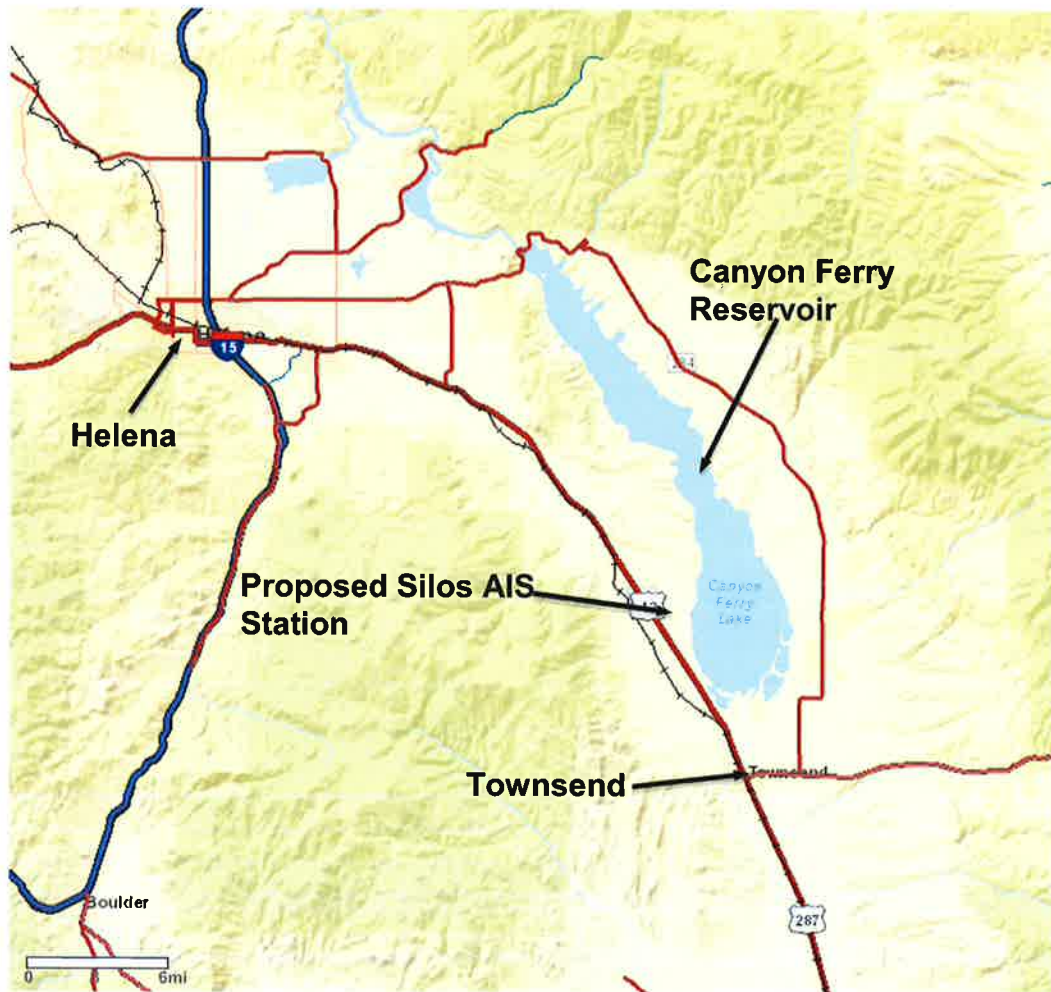 Canyon Ferry
Reservoir
15
Helena
Proposed Silos AIS
Station
Canyon
Ferry
Lake
Townsend
Townsend
Boulder
287
0
6mi